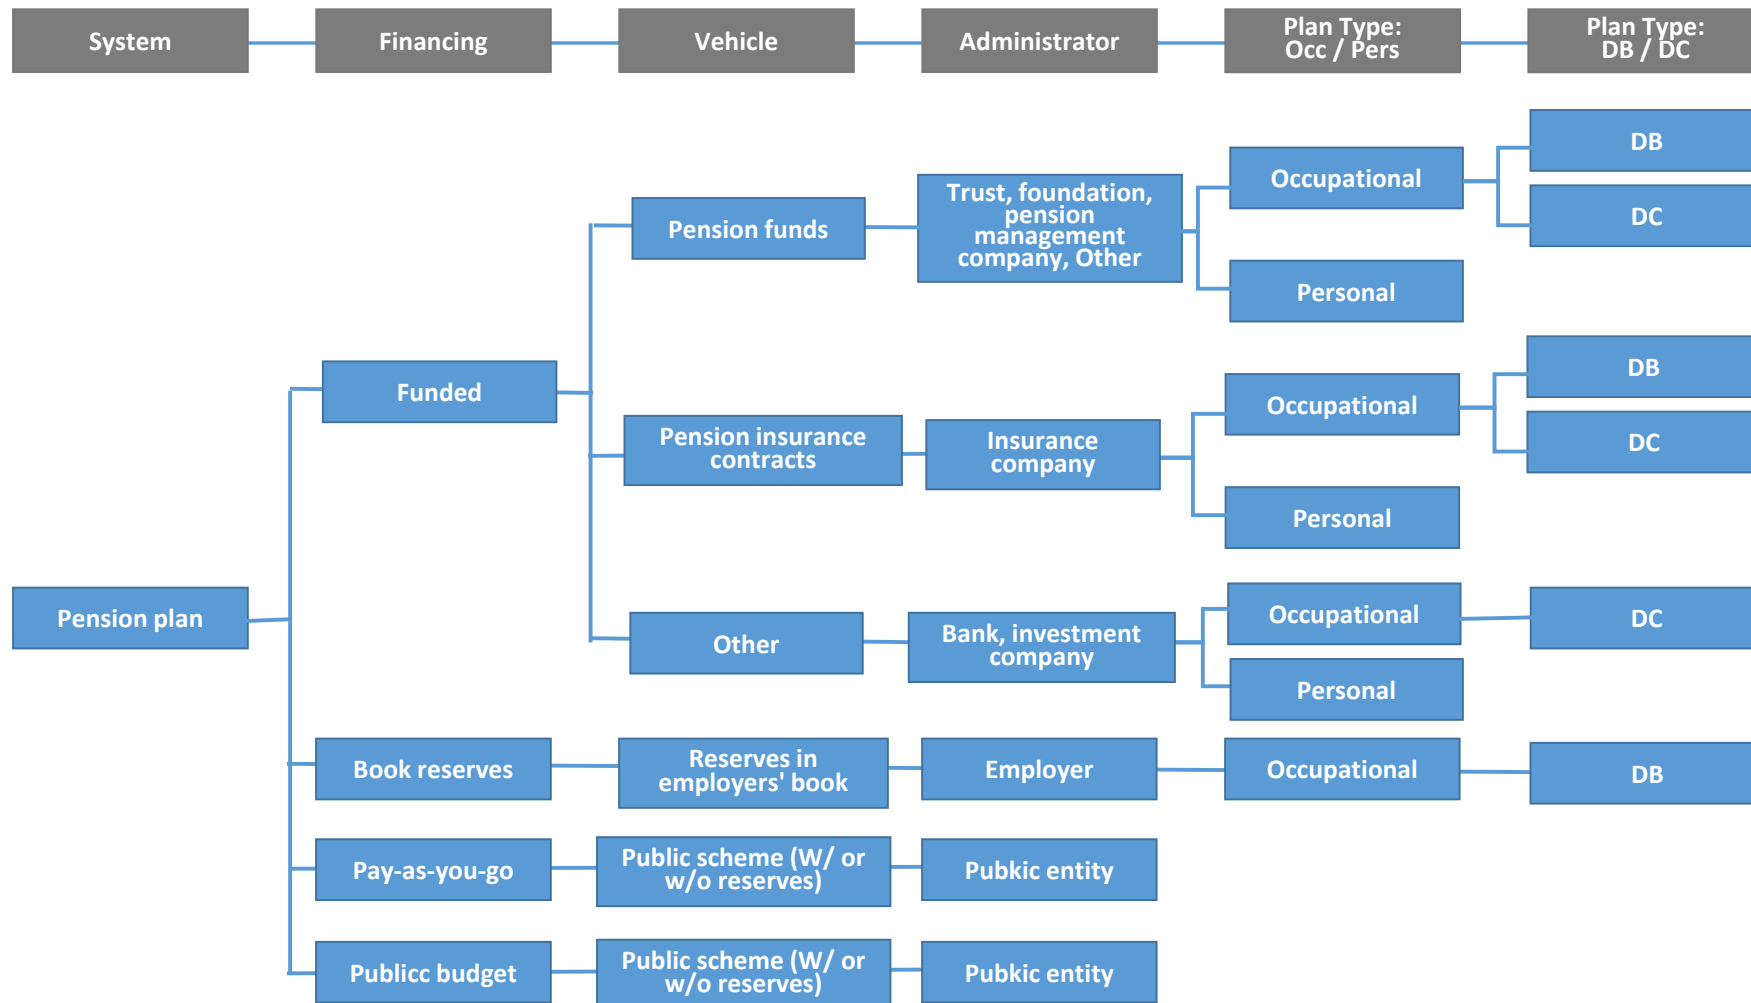 System
Financing
Vehicle
Administrator
Plan Type:
Occ / Pers
Plan Type:
DB / DC
Pension plan
Funded
Pension funds
Trust, foundation,
pension
management
company, Other
Occupational
DB
DC
Personal
Pension insurance
contracts
Insurance
company
Occupational
DB
DC
Personal
Other
Bank, investment
company
Occupational
DC
Personal
Book reserves
Reserves in
employers' book
Employer
Occupational
DB
Pay-as-you-go
Public scheme (W/ or
w/o reserves)
Pubkic entity
Publicc budget
Public scheme (W/ or
w/o reserves)
Pubkic entity